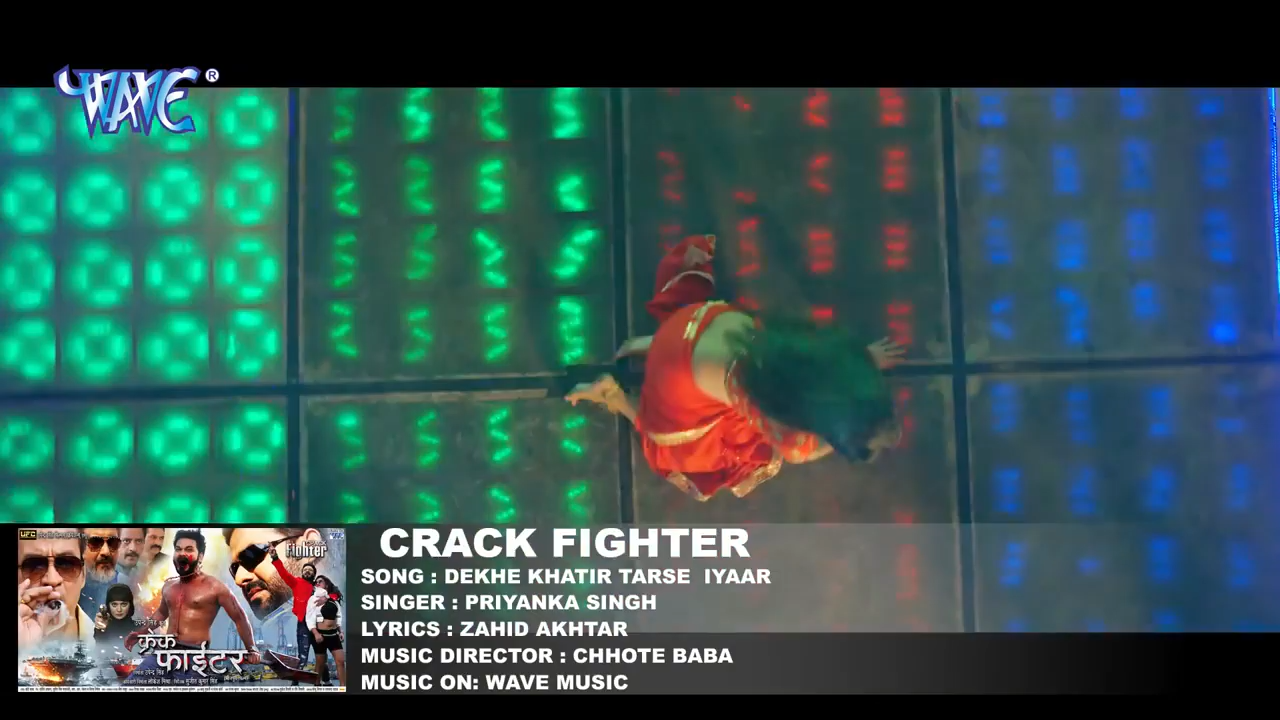 WAVE®
CRACK FIGHTER
SONG : DEKHE KHATIR TARSE IYAAR
SINGER : PRIYANKA SINGH
LYRICS : ZAHID AKHTAR
MUSIC DIRECTOR : CHHOTE BABA
MUSIC ON: WAVE MUSIC
UFC
Fighter
क्रेक
फाईटर